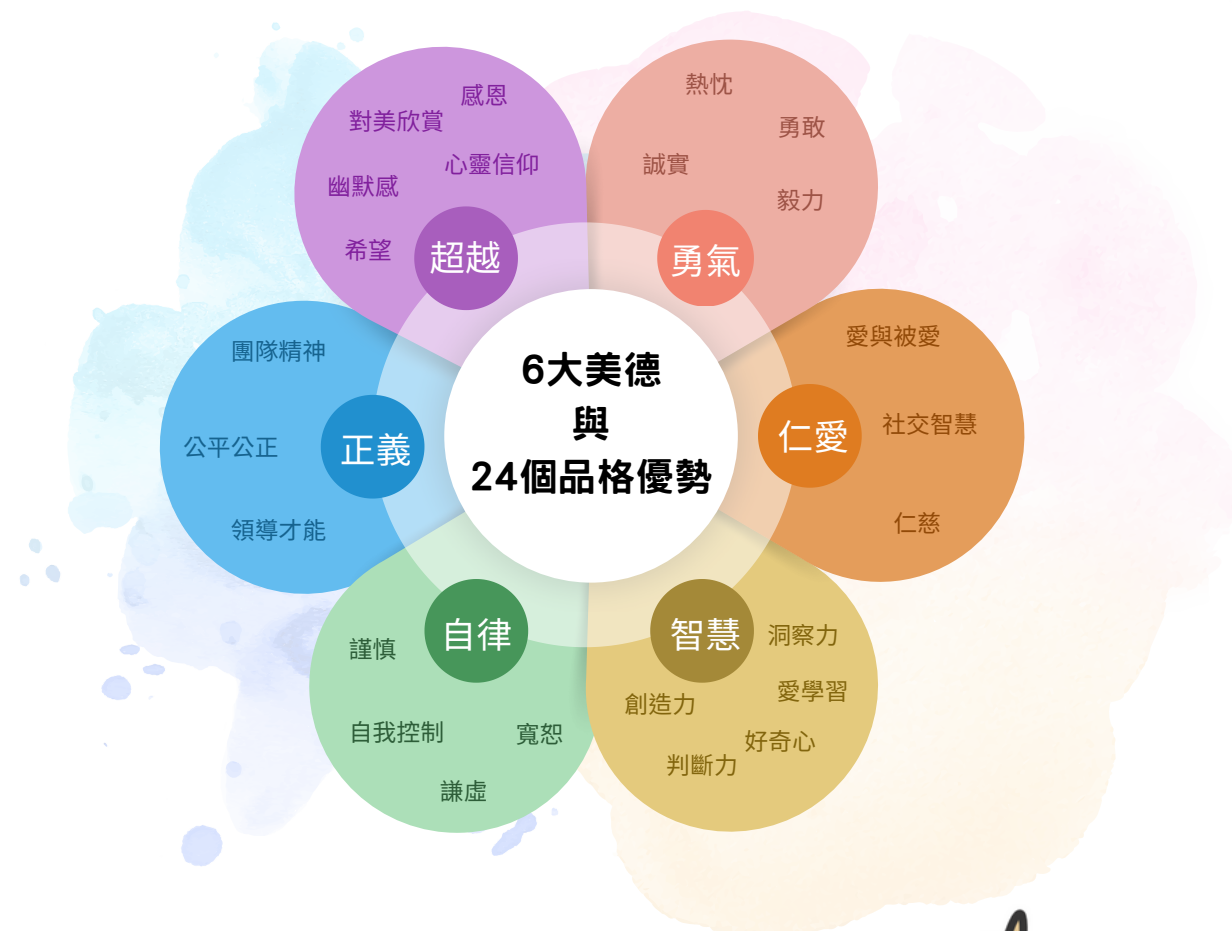 6大美德
與
24個品格優勢
超越
感恩
對美欣賞
心靈信仰
幽默感
希望
勇氣
熱忱
勇敢
誠實
毅力
仁愛
愛與被愛
社交智慧
仁慈
智慧
洞察力
愛學習
創造力
好奇心
判斷力
自律
謹慎
自我控制
寬恕
謙虛
正義
團隊精神
公平公正
領導才能